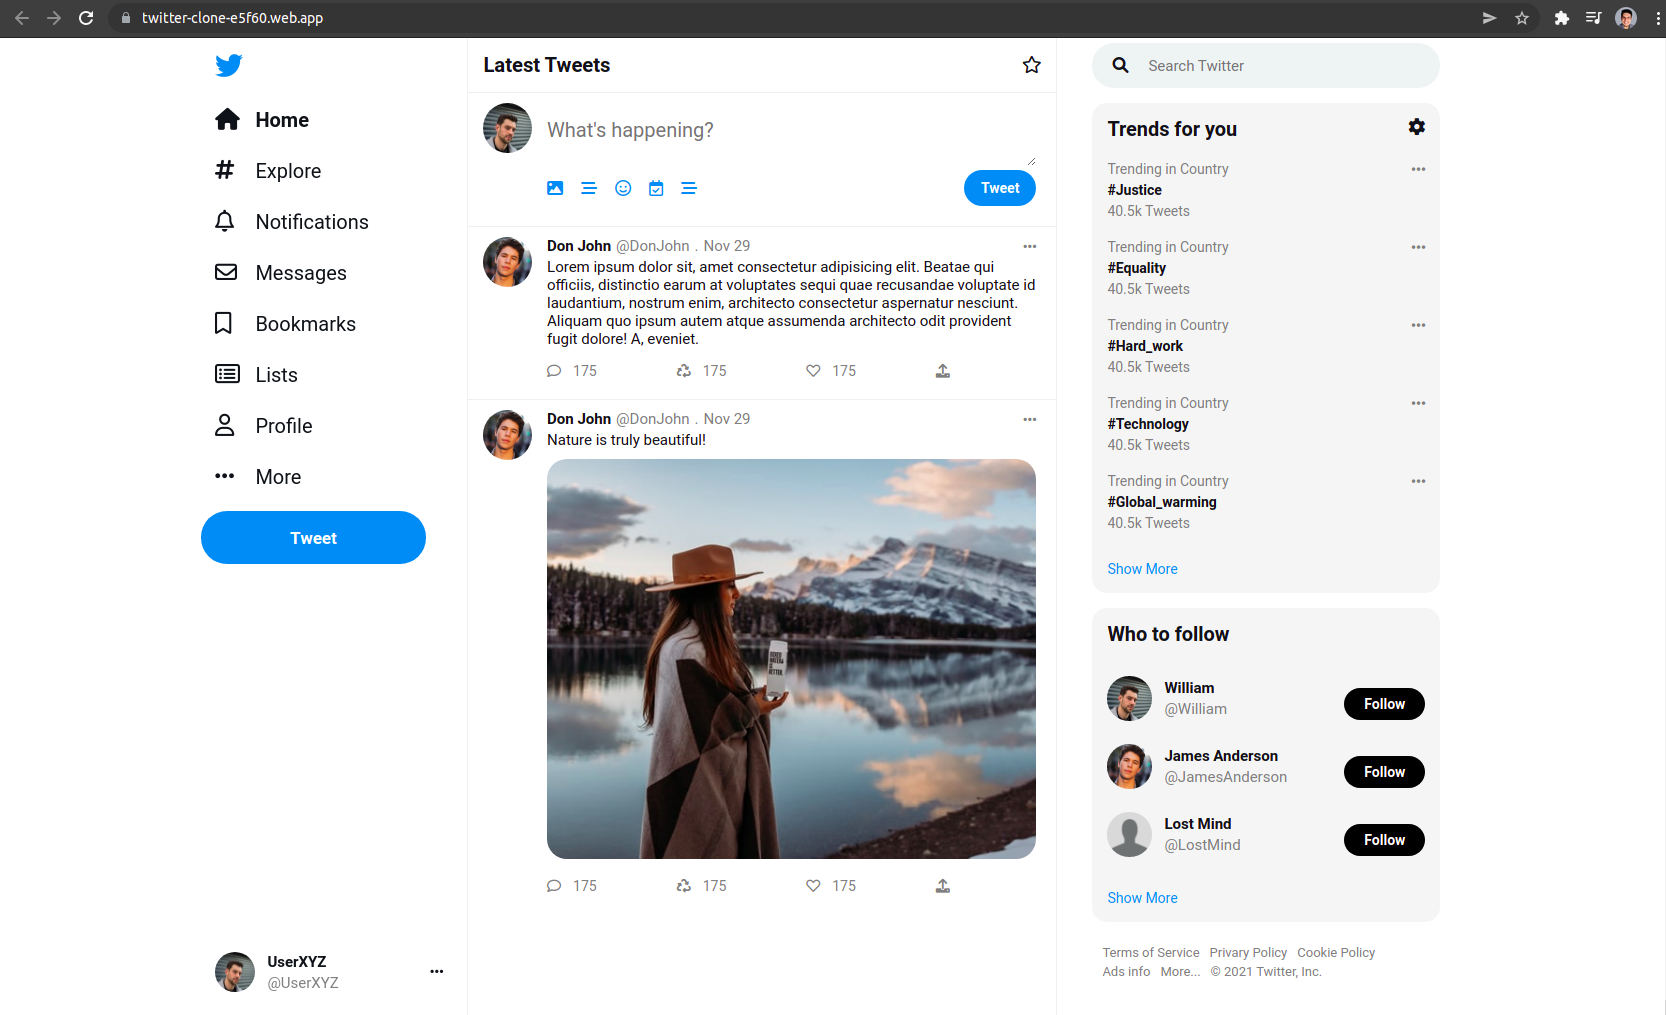 twitter-clone-e5f60.web.app
Home
Explore
Notifications
Messages
Bookmarks
Lists
Profile
More
Tweet
UserXYZ
@UserXYZ
Latest Tweets
What's happening?
Tweet
Don John @DonJohn . Nov 29
Lorem ipsum dolor sit, amet consectetur adipisicing elit. Beatae qui
officiis, distinctio earum at voluptates sequi quae recusandae voluptate id
laudantium, nostrum enim, architecto consectetur aspernatur nesciunt.
Aliquam quo ipsum autem atque assumenda architecto odit provident
fugit dolore! A, eveniet.
175 175 175
Don John @DonJohn . Nov 29
Nature is truly beautiful!
BOXED
WATER
IS
BETTER.
175 175 175
Search Twitter
Trends for you
Trending in Country
#Justice
40.5k Tweets
Trending in Country
#Equality
40.5k Tweets
Trending in Country
#Hard_work
40.5k Tweets
Trending in Country
#Technology
40.5k Tweets
Trending in Country
#Global_warming
40.5k Tweets
Show More
Who to follow
William
@William
Follow
James Anderson
@JamesAnderson
Follow
Lost Mind
@LostMind
Follow
Show More
Terms of Service Privary Policy Cookie Policy
Ads info More... © 2021 Twitter, Inc.